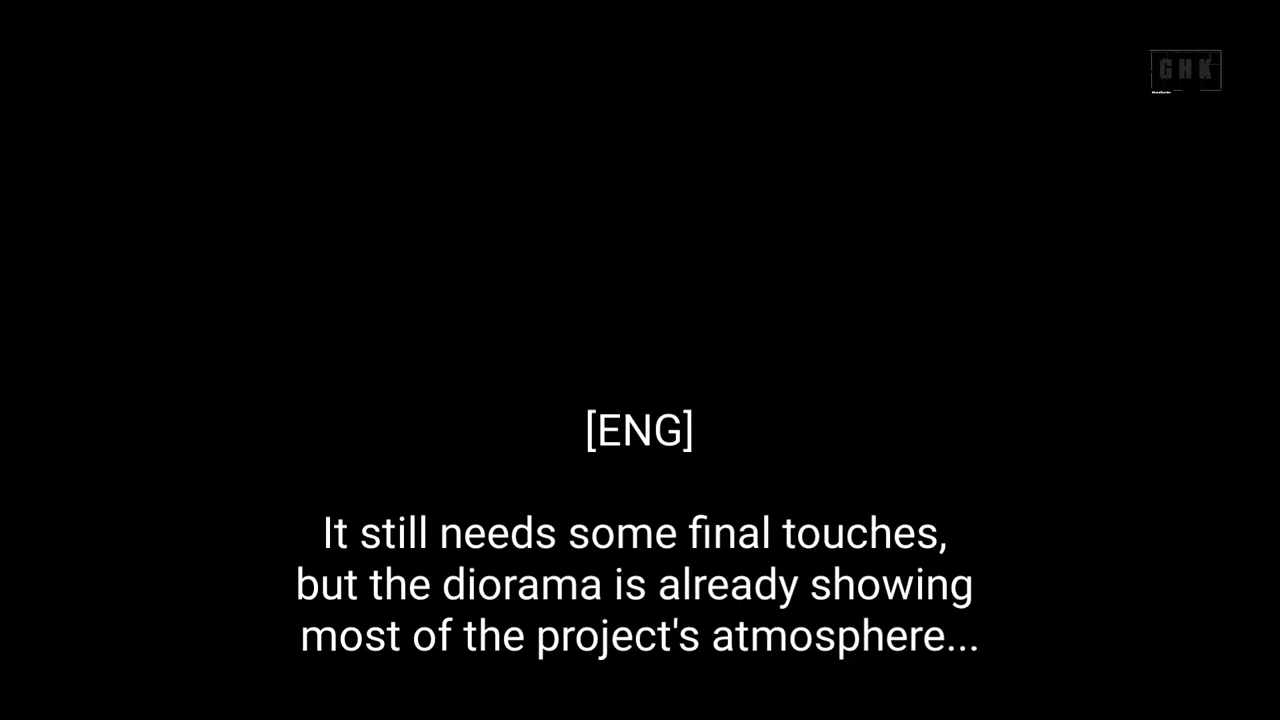 GHK
[ENG]
It still needs some final touches,
but the diorama is already showing
most of the project's atmosphere...